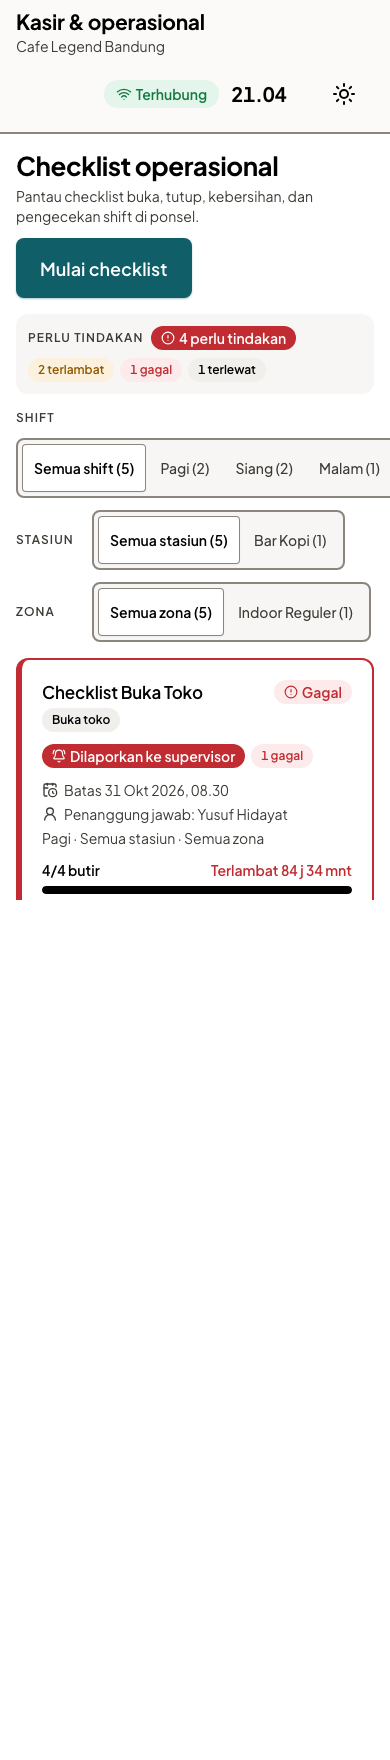 Kasir & operasional
Cafe Legend Bandung
Terhubung 21.04
Checklist operasional
Pantau checklist buka, tutup, kebersihan, dan
pengecekan shift di ponsel.
Mulai checklist
PERLU TINDAKAN 4 perlu tindakan
2 terlambat 1 gagal 1 terlewat
SHIFT
Semua shift (5) Pagi (2) Siang (2) Malam (1)
STASIUN Semua stasiun (5) Bar Kopi (1)
ZONA Semua zona (5) Indoor Reguler (1)
Checklist Buka Toko Gagal
Buka toko
Dilaporkan ke supervisor 1 gagal
Batas 31 Okt 2026, 08.30
Penanggung jawab: Yusuf Hidayat
Pagi · Semua stasiun · Semua zona
4/4 butir Terlambat 84 j 34 mnt